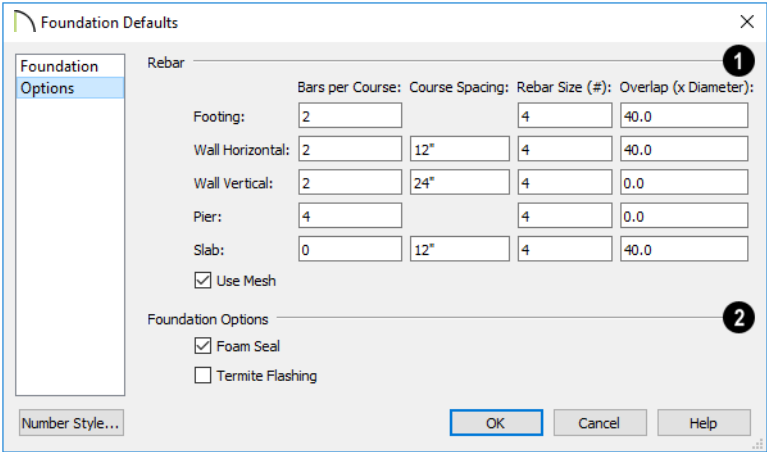 Foundation Defaults
Foundation
Options
Rebar
1
Bars per Course: Course Spacing: Rebar Size (#): Overlap (x Diameter):
Footing: 2 4 40.0
Wall Horizontal: 2 12" 4 40.0
Wall Vertical: 2 24" 4 0.0
Pier: 4 4 0.0
Slab: 0 12" 4 40.0
Use Mesh
Foundation Options
2
Foam Seal
Termite Flashing
Number Style... OK Cancel Help